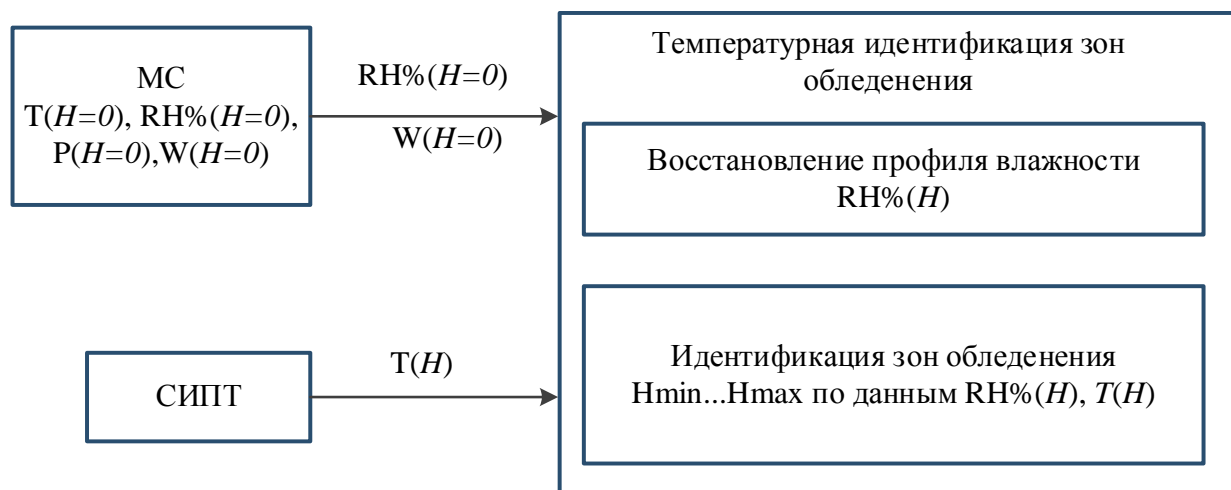 МС
T(H=0), RH%(H=0),
P(H=0),W(H=0)
RH%(H=0)
W(H=0)
Температурная идентификация зон
обледенения
Восстановление профиля влажности
RH%(H)
СИПТ
T(H)
Идентификация зон обледенения
Hmin...Hmax по данным RH%(H), T(H)